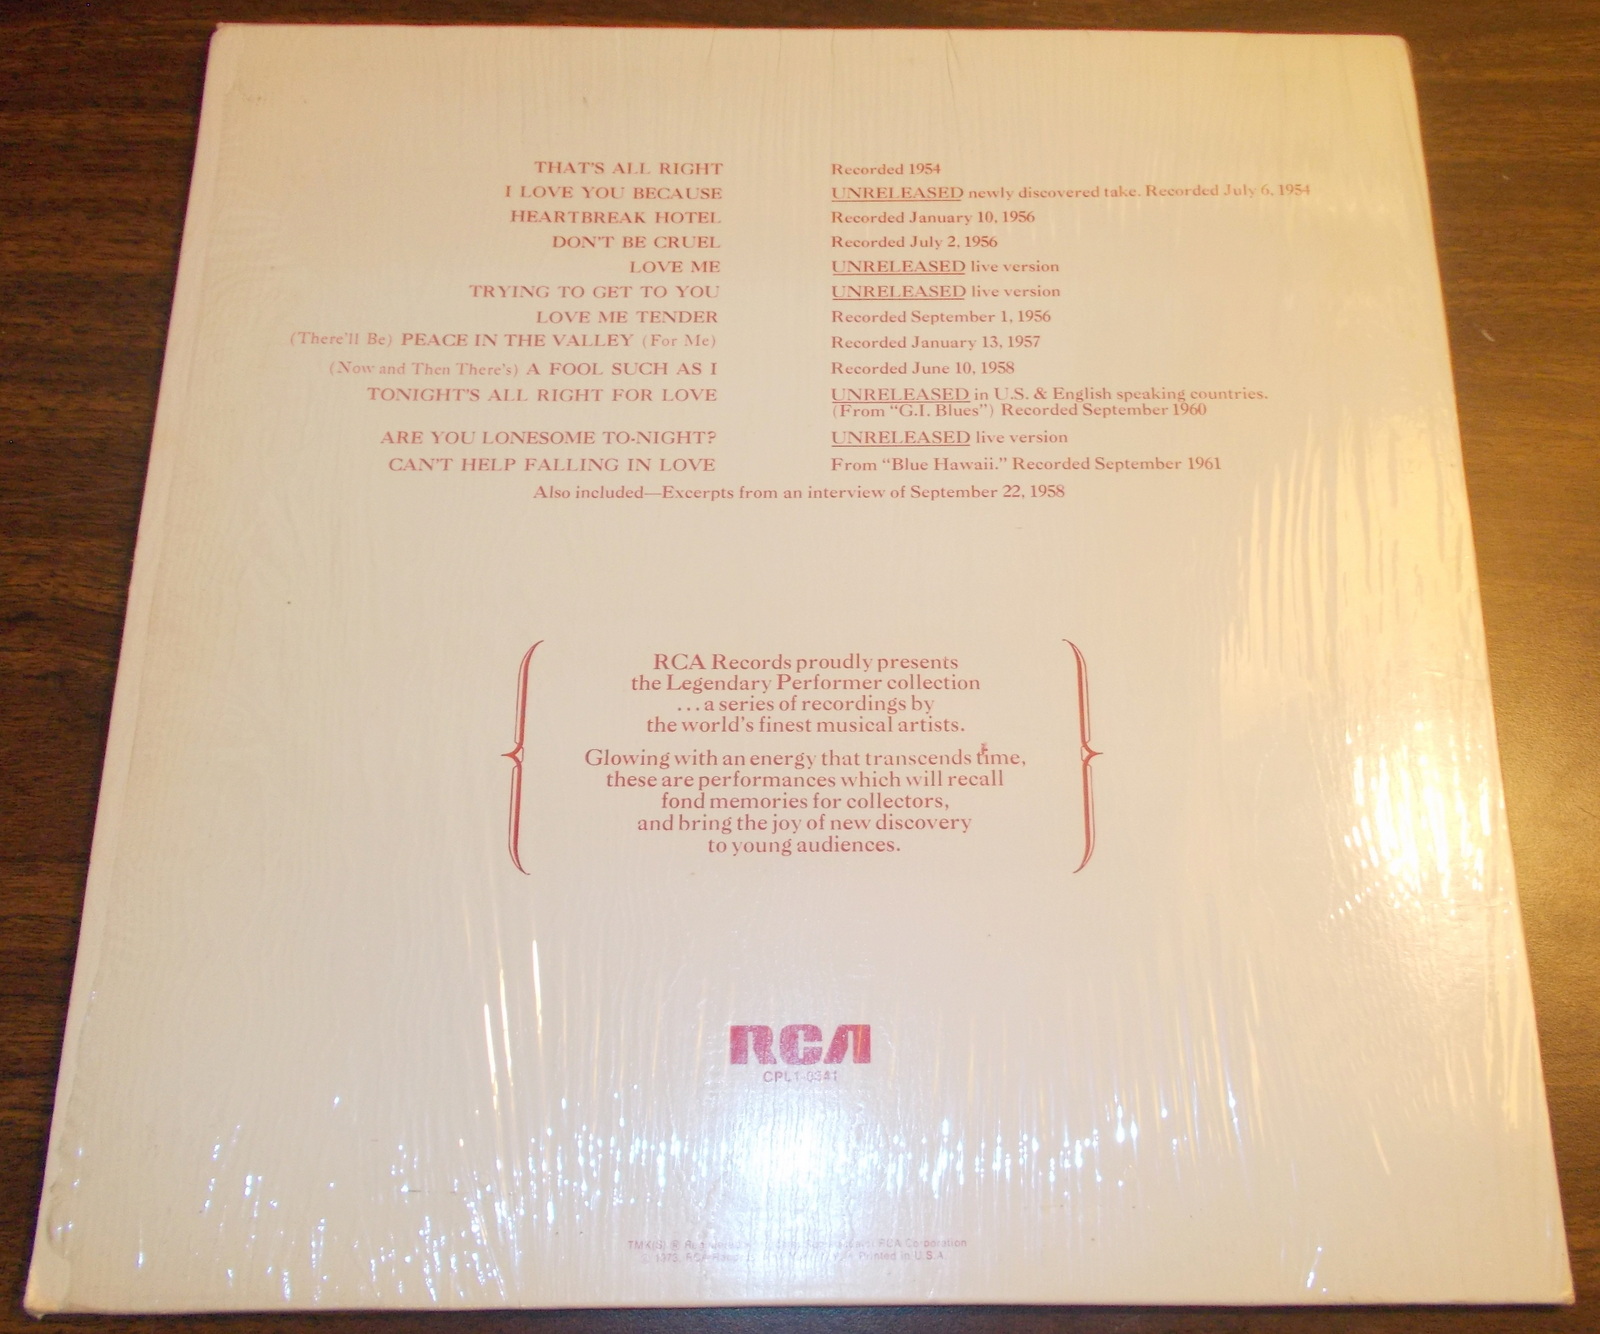 THAT'S ALL RIGHT Recorded 1954
I LOVE YOU BECAUSE UNRELEASED newly discovered take. Recorded July 6, 1954
HEARTBREAK HOTEL Recorded January 10, 1956
DON'T BE CRUEL Recorded July 2, 1956
LOVE ME UNRELEASED live version
TRYING TO GET TO YOU UNRELEASED live version
LOVE ME TENDER Recorded September 1, 1956
(There'll Be) PEACE IN THE VALLEY (For Me) Recorded January 13, 1957
(Now and Then There's) A FOOL SUCH AS I Recorded June 10, 1958
TONIGHT'S ALL RIGHT FOR LOVE UNRELEASED in U.S. & English speaking countries.
(From "G.I. Blues") Recorded September 1960
ARE YOU LONESOME TO-NIGHT? UNRELEASED live version
CAN'T HELP FALLING IN LOVE From "Blue Hawaii." Recorded September 1961
Also included—Excerpts from an interview of September 22, 1958
RCA Records proudly presents
the Legendary Performer collection
...a series of recordings by
the world's finest musical artists.
Glowing with an energy that transcends time,
these are performances which will recall
fond memories for collectors,
and bring the joy of new discovery
to young audiences.
RCA
CPL1-0341
TMK(S) ® RCA Corporation
© 1973, RCA Printed in U.S.A.